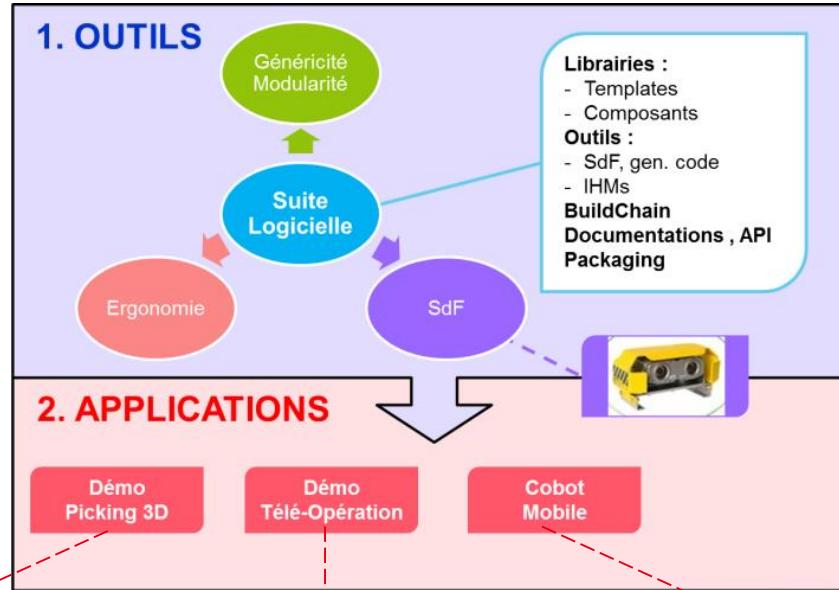 1. OUTILS
Généricité
Modularité
Suite
Logicielle
Ergonomie
SdF
Librairies :
- Templates
- Composants
Outils :
- SdF, gen. code
- IHMs
BuildChain
Documentations , API
Packaging
2. APPLICATIONS
Démo
Picking 3D
Démo
Télé-Opération
Cobot
Mobile